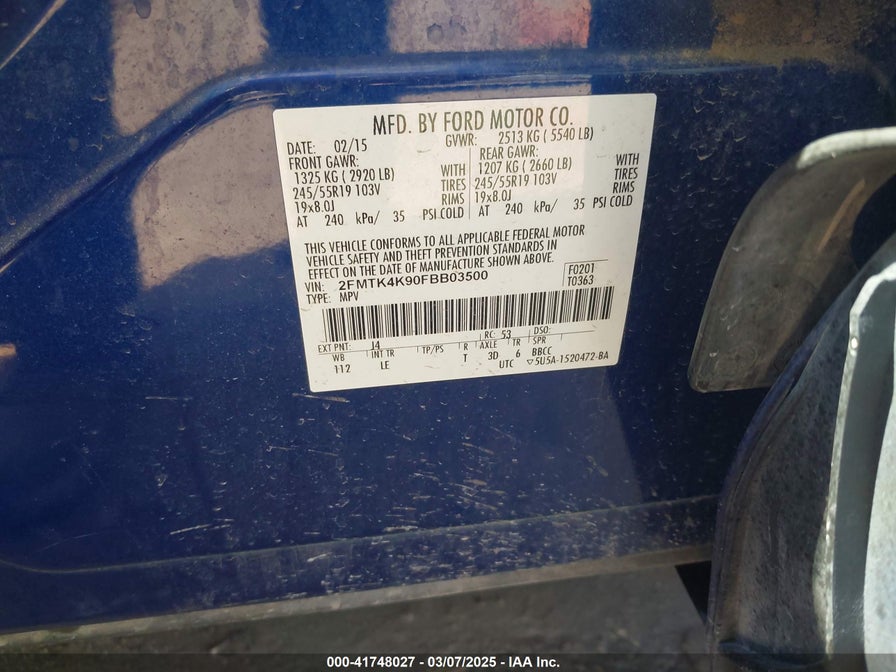 MFD. BY FORD MOTOR CO.
DATE: 02/15 GVWR: 2513 KG ( 5540 LB)
FRONT GAWR: REAR GAWR:
1325 KG ( 2920 LB) WITH 1207 KG ( 2660 LB) WITH
245/55R19 103V TIRES 245/55R19 103V TIRES
19x8.0J RIMS 19x8.0J RIMS
AT 240 kPa/ 35 PSI COLD AT 240 kPa/ 35 PSI COLD
THIS VEHICLE CONFORMS TO ALL APPLICABLE FEDERAL MOTOR
VEHICLE SAFETY AND THEFT PREVENTION STANDARDS IN
EFFECT ON THE DATE OF MANUFACTURE SHOWN ABOVE.
VIN: 2FMTK4K90FBB03500 F0201
TYPE: MPV T0363
EXT PNT: J4 RC: 53 DSO:
WB INT TR TP/PS R AXLE TR SPR
112 LE T 3D 6 BBCC
UTC ▽5U5A-1520472-BA
000-41748027 — 03/07/2025 — IAA Inc.